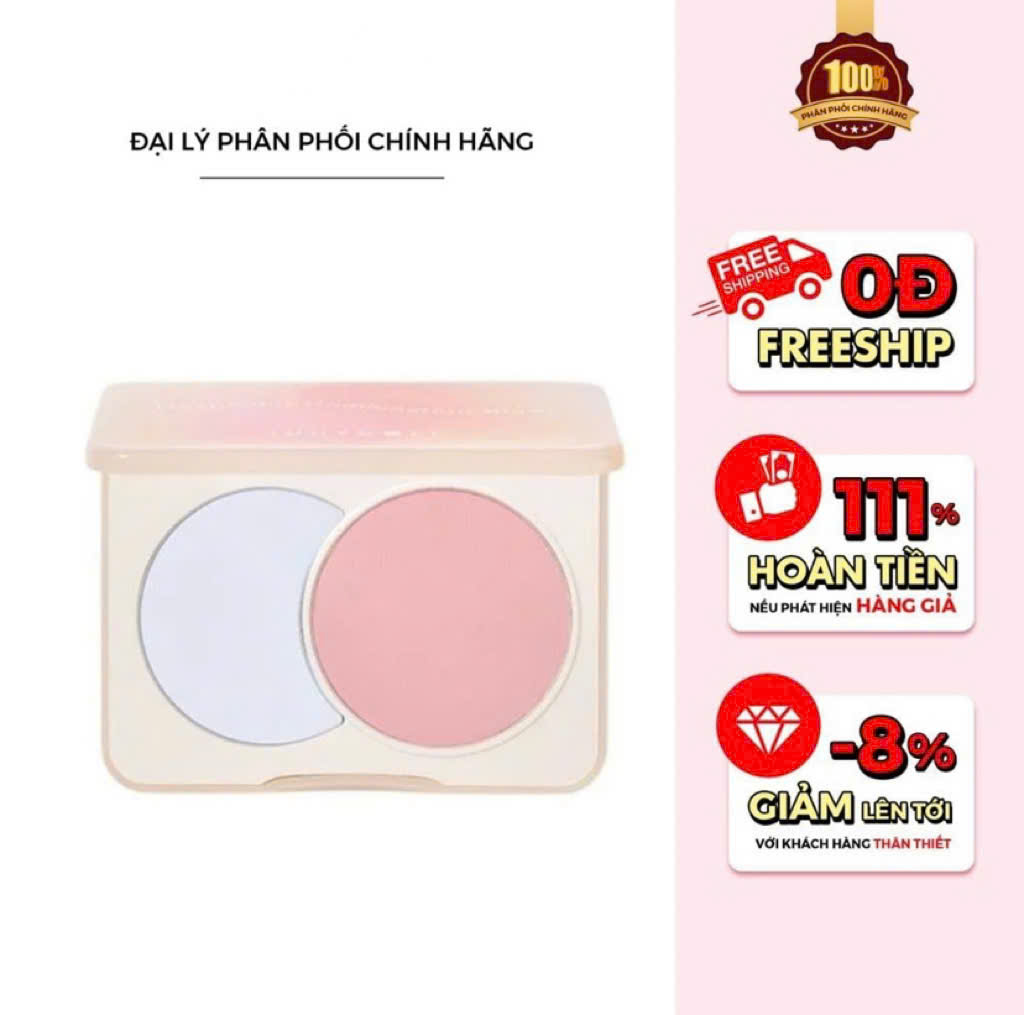 ĐẠI LÝ PHÂN PHỐI CHÍNH HÃNG
100%
PHÂN PHỐI CHÍNH HÃNG
FREE
SHIPPING
0Đ
FREESHIP
111%
HOÀN TIỀN
NẾU PHÁT HIỆN HÀNG GIẢ
-8%
GIẢM LÊN TỚI
VỚI KHÁCH HÀNG THÂN THIẾT